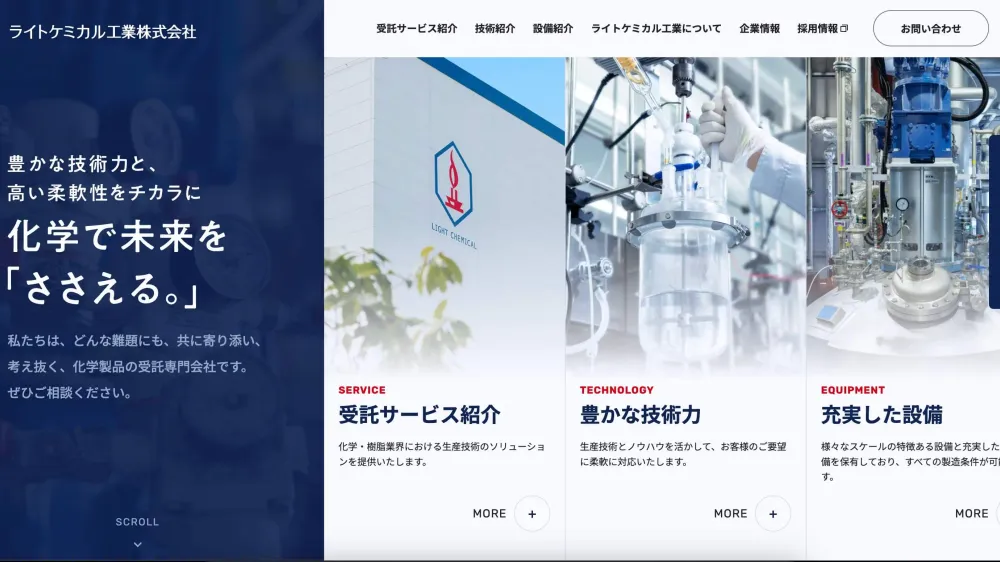 ライトケミカル工業株式会社
受託サービス紹介 技術紹介 設備紹介 ライトケミカル工業について 企業情報 採用情報 お問い合わせ
豊かな技術力と、
高い柔軟性をチカラに
化学で未来を
「ささえる。」
私たちは、どんな難題にも、共に寄り添い、
考え抜く、化学製品の受託専門会社です。
ぜひご相談ください。
SCROLL
LIGHT CHEMICAL
SERVICE
受託サービス紹介
化学・樹脂業界における生産技術のソリューショ
ンを提供いたします。
MORE
TECHNOLOGY
豊かな技術力
生産技術とノウハウを活かして、お客様のご要望
に柔軟に対応いたします。
MORE
EQUIPMENT
充実した設備
様々なスケールの特徴ある設備と充実した
備を保有しており、すべての製造条件が可
す。
MORE